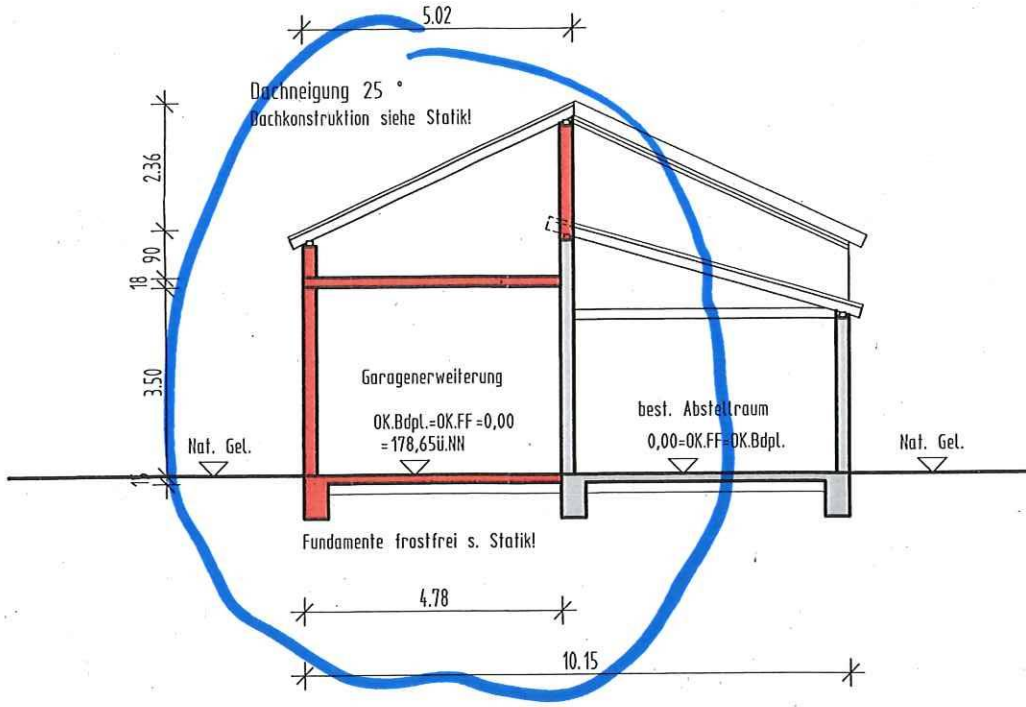 5.02
Dachneigung 25 °
Dachkonstruktion siehe Statik!
2.36
90
18
3.50
Garagenerweiterung
OK.Bdpl.=OK.FF =0,00
= 178,65ü.NN
best. Abstellraum
0,00=OK.FF=OK.Bdpl.
Nat. Gel.
Nat. Gel.
15
Fundamente frostfrei s. Statik!
4.78
10.15